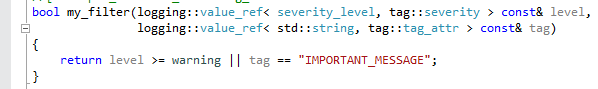 bool my_filter(logging::value_ref< severity_level, tag::severity > const& level,
               logging::value_ref< std::string, tag::tag_attr > const& tag)
{
    return level >= warning || tag == "IMPORTANT_MESSAGE";
}